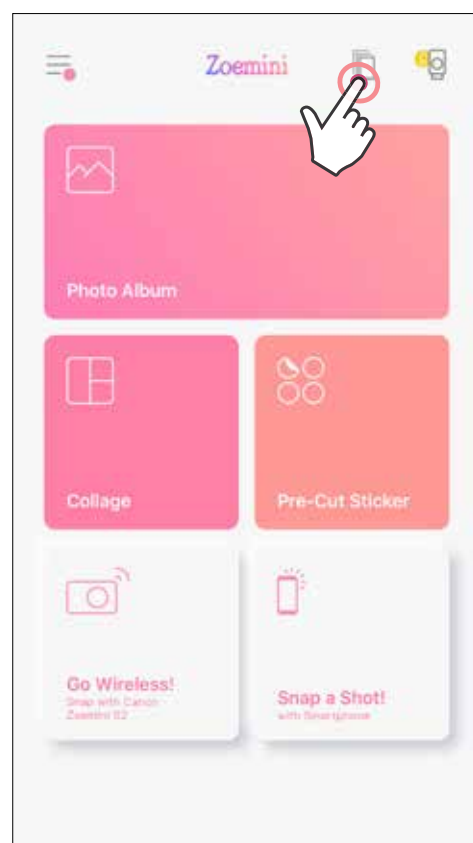 Zoemini
Photo Album
Collage
Pre-Cut Sticker
Go Wireless!
Snap with Canon
Zoemini S2
Snap a Shot!
with Smartphone